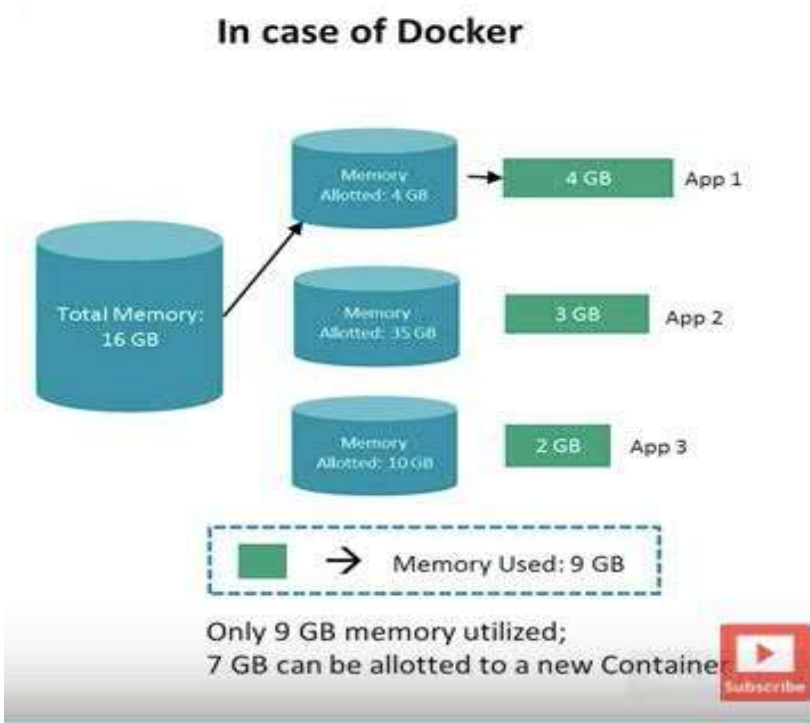 In case of Docker
Memory
Allotted: 4 GB
4 GB
App 1
Total Memory:
16 GB
Memory
Allotted: 35 GB
3 GB
App 2
Memory
Allotted: 10 GB
2 GB
App 3
Memory Used: 9 GB
Only 9 GB memory utilized;
7 GB can be allotted to a new Container
Subscribe